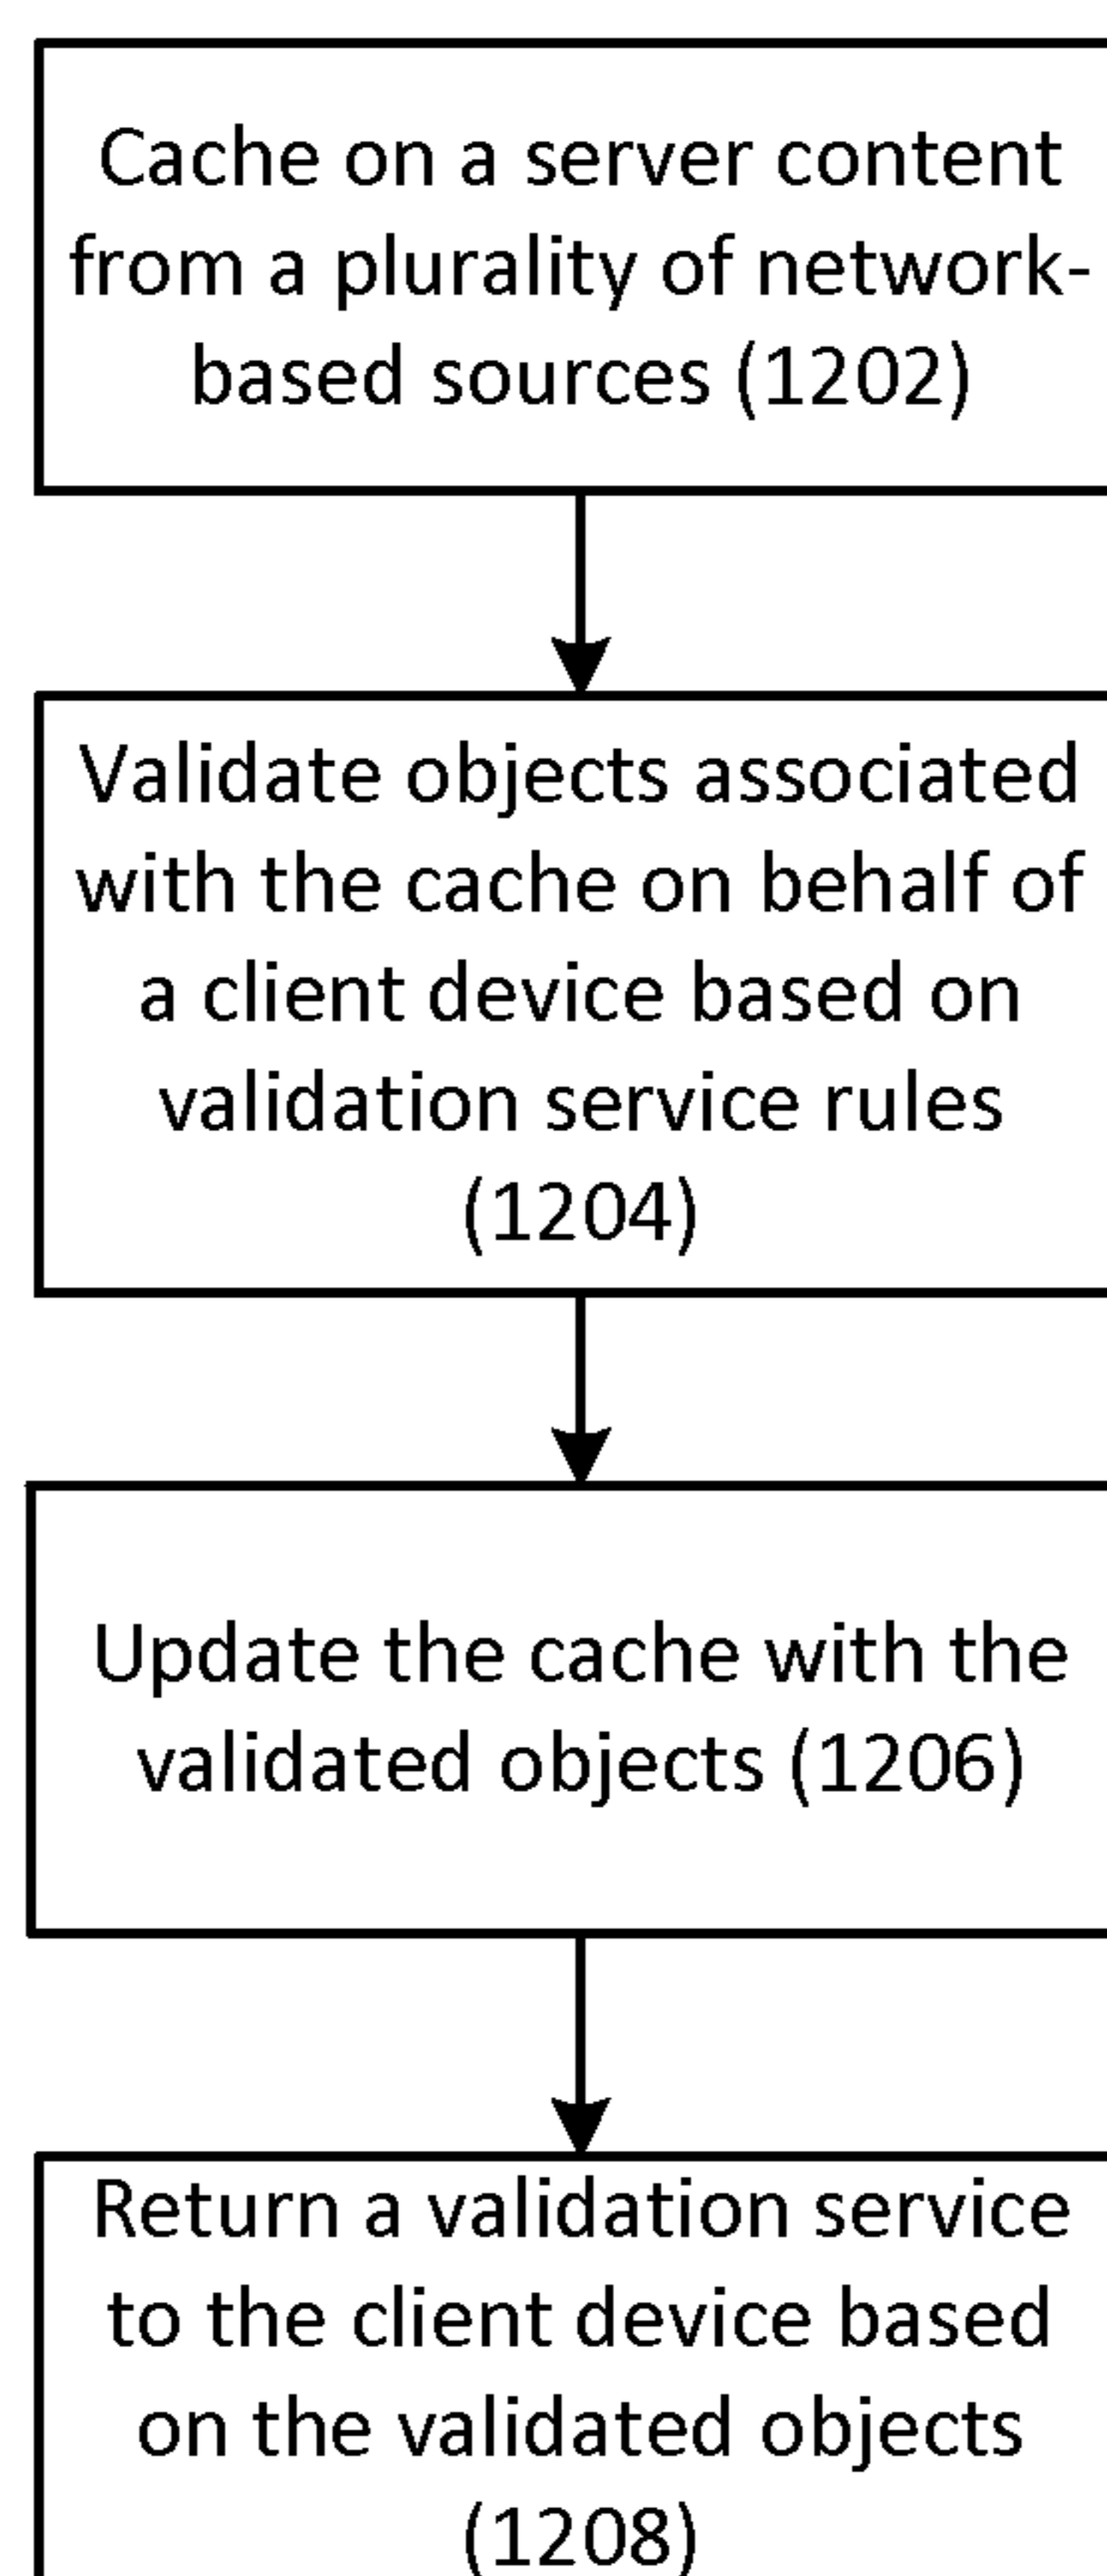 Cache on a server content
from a plurality of network-
based sources (1202)
Validate objects associated
with the cache on behalf of
a client device based on
validation service rules
(1204)
Update the cache with the
validated objects (1206)
Return a validation service
to the client device based
on the validated objects
(1208)